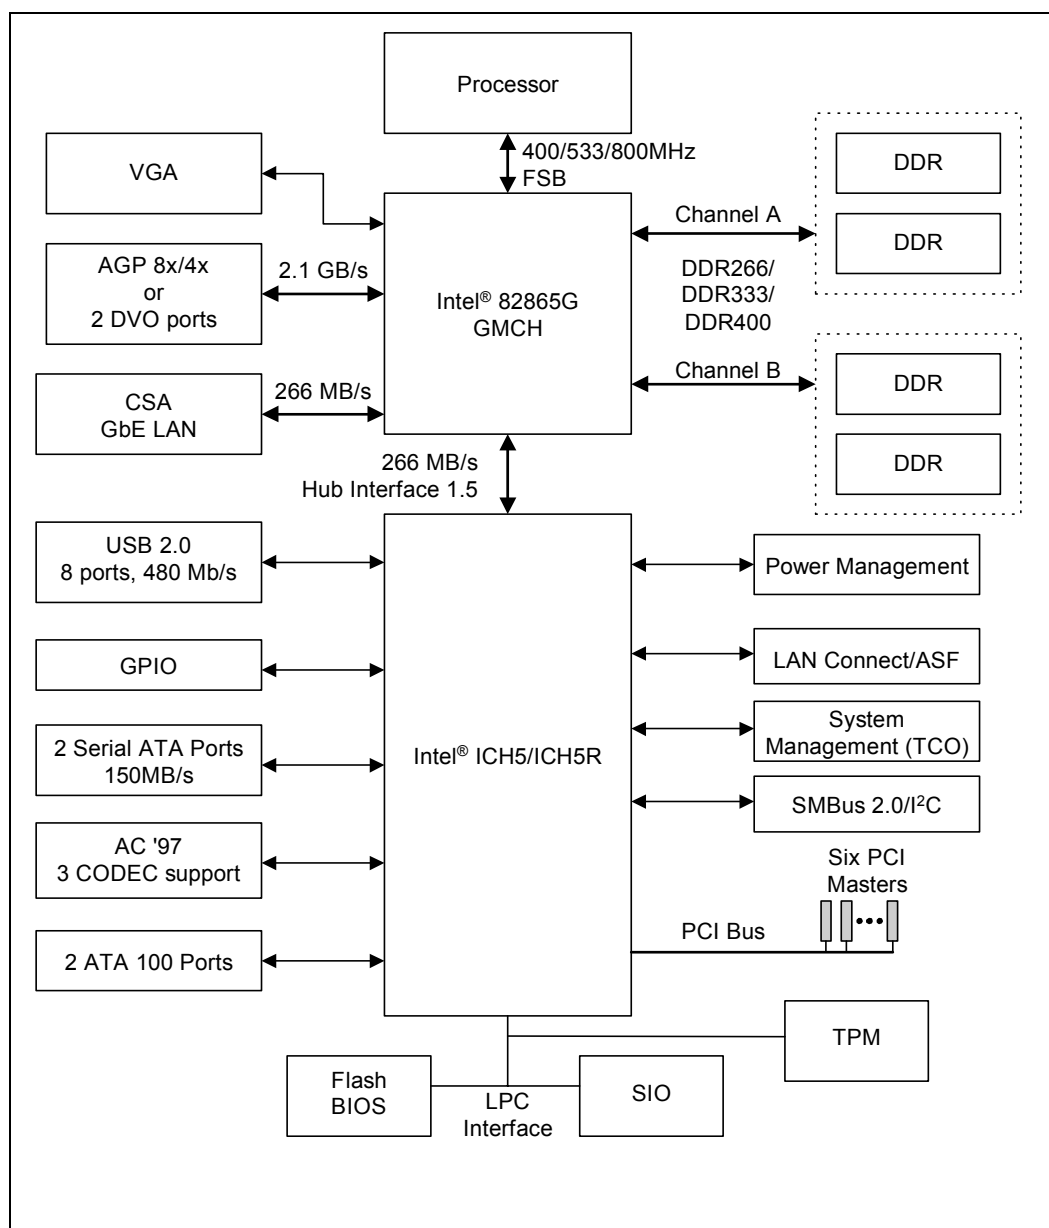 Processor
400/533/800MHz
FSB
VGA
AGP 8x/4x
or
2 DVO ports
2.1 GB/s
CSA
GbE LAN
266 MB/s
Intel® 82865G
GMCH
Channel A
DDR266/
DDR333/
DDR400
Channel B
DDR
DDR
DDR
DDR
266 MB/s
Hub Interface 1.5
USB 2.0
8 ports, 480 Mb/s
GPIO
2 Serial ATA Ports
150MB/s
AC '97
3 CODEC support
2 ATA 100 Ports
Intel® ICH5/ICH5R
Power Management
LAN Connect/ASF
System
Management (TCO)
SMBus 2.0/I²C
Six PCI
Masters
PCI Bus
TPM
Flash
BIOS
LPC
Interface
SIO